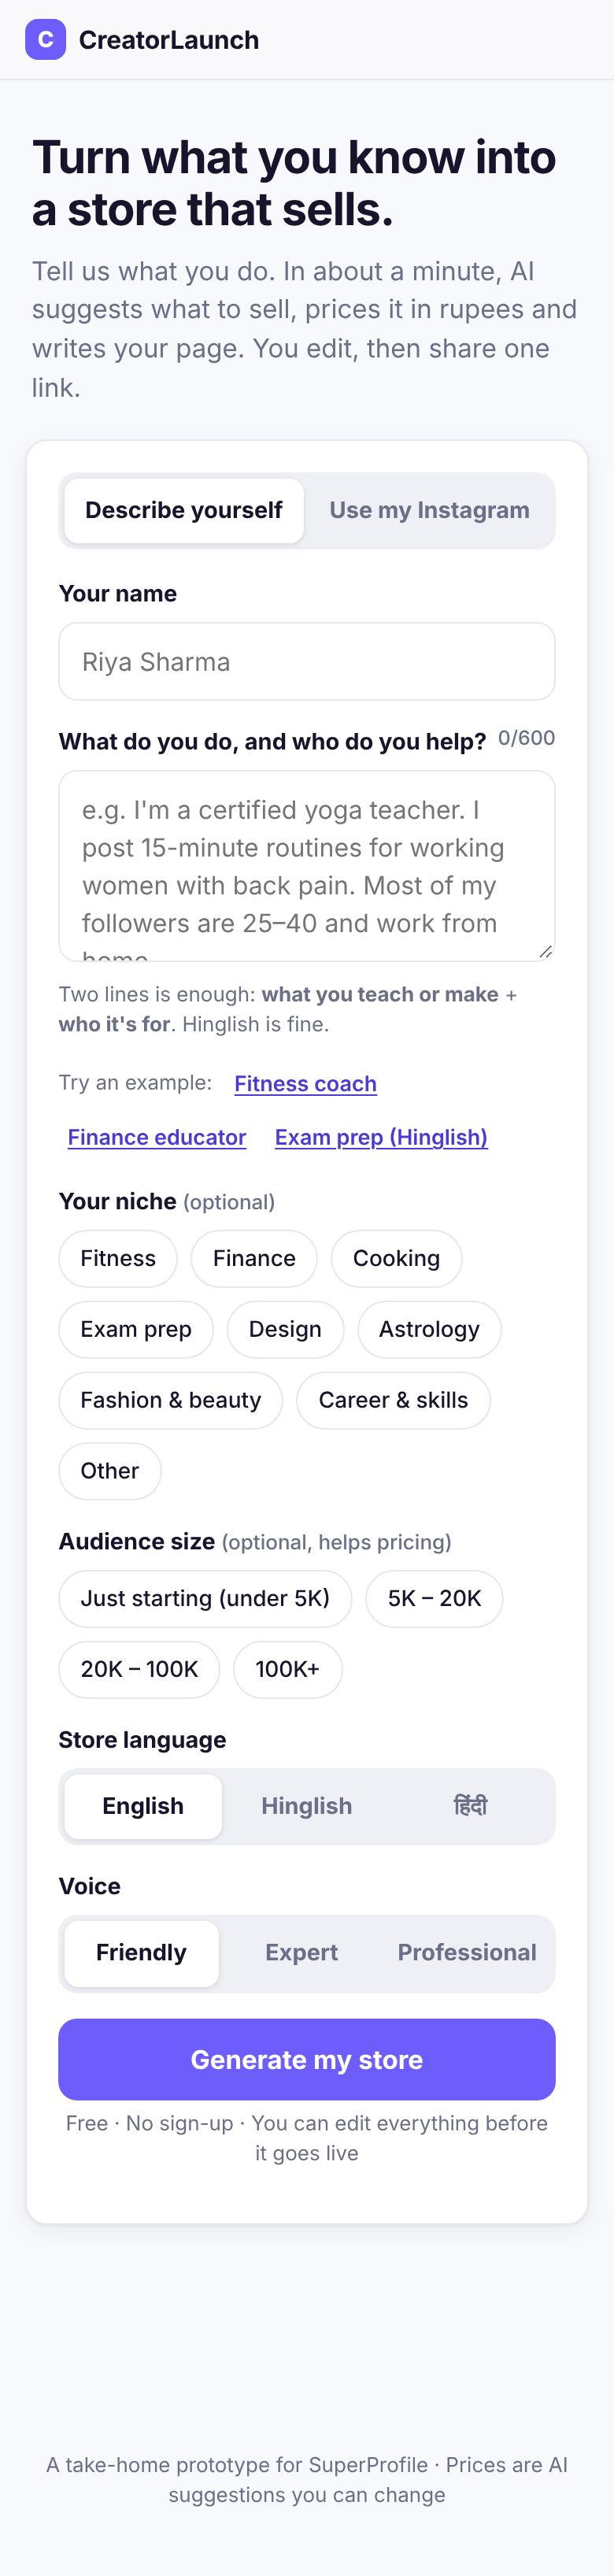 C CreatorLaunch
Turn what you know into
a store that sells.
Tell us what you do. In about a minute, AI
suggests what to sell, prices it in rupees and
writes your page. You edit, then share one
link.
Describe yourself Use my Instagram
Your name
Riya Sharma
What do you do, and who do you help? 0/600
e.g. I'm a certified yoga teacher. I
post 15-minute routines for working
women with back pain. Most of my
followers are 25–40 and work from
home.
Two lines is enough: what you teach or make +
who it's for. Hinglish is fine.
Try an example: Fitness coach
Finance educator Exam prep (Hinglish)
Your niche (optional)
Fitness Finance Cooking
Exam prep Design Astrology
Fashion & beauty Career & skills
Other
Audience size (optional, helps pricing)
Just starting (under 5K) 5K – 20K
20K – 100K 100K+
Store language
English Hinglish हिंदी
Voice
Friendly Expert Professional
Generate my store
Free · No sign-up · You can edit everything before
it goes live
A take-home prototype for SuperProfile · Prices are AI
suggestions you can change